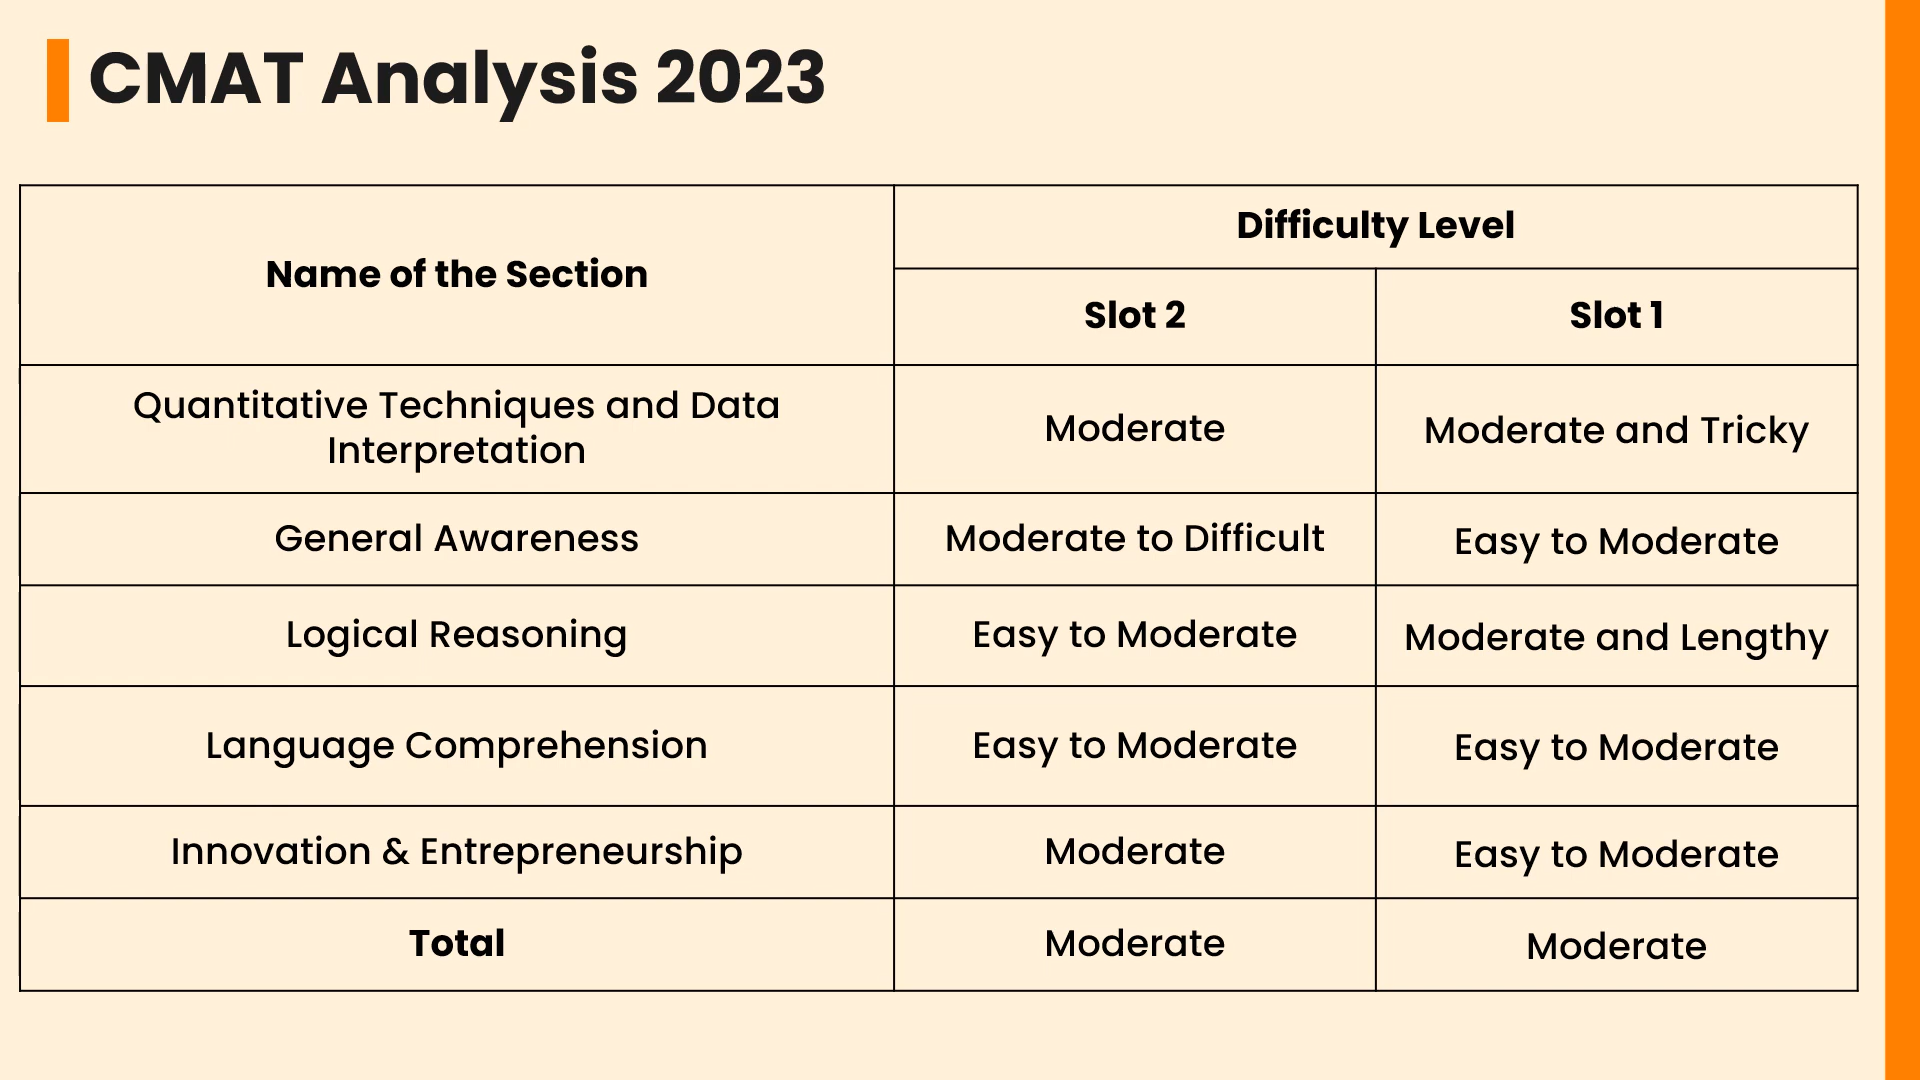 CMAT Analysis 2023
Name of the Section
Difficulty Level
Slot 2
Slot 1
Quantitative Techniques and Data
Interpretation
Moderate
Moderate and Tricky
General Awareness
Moderate to Difficult
Easy to Moderate
Logical Reasoning
Easy to Moderate
Moderate and Lengthy
Language Comprehension
Easy to Moderate
Easy to Moderate
Innovation & Entrepreneurship
Moderate
Easy to Moderate
Total
Moderate
Moderate